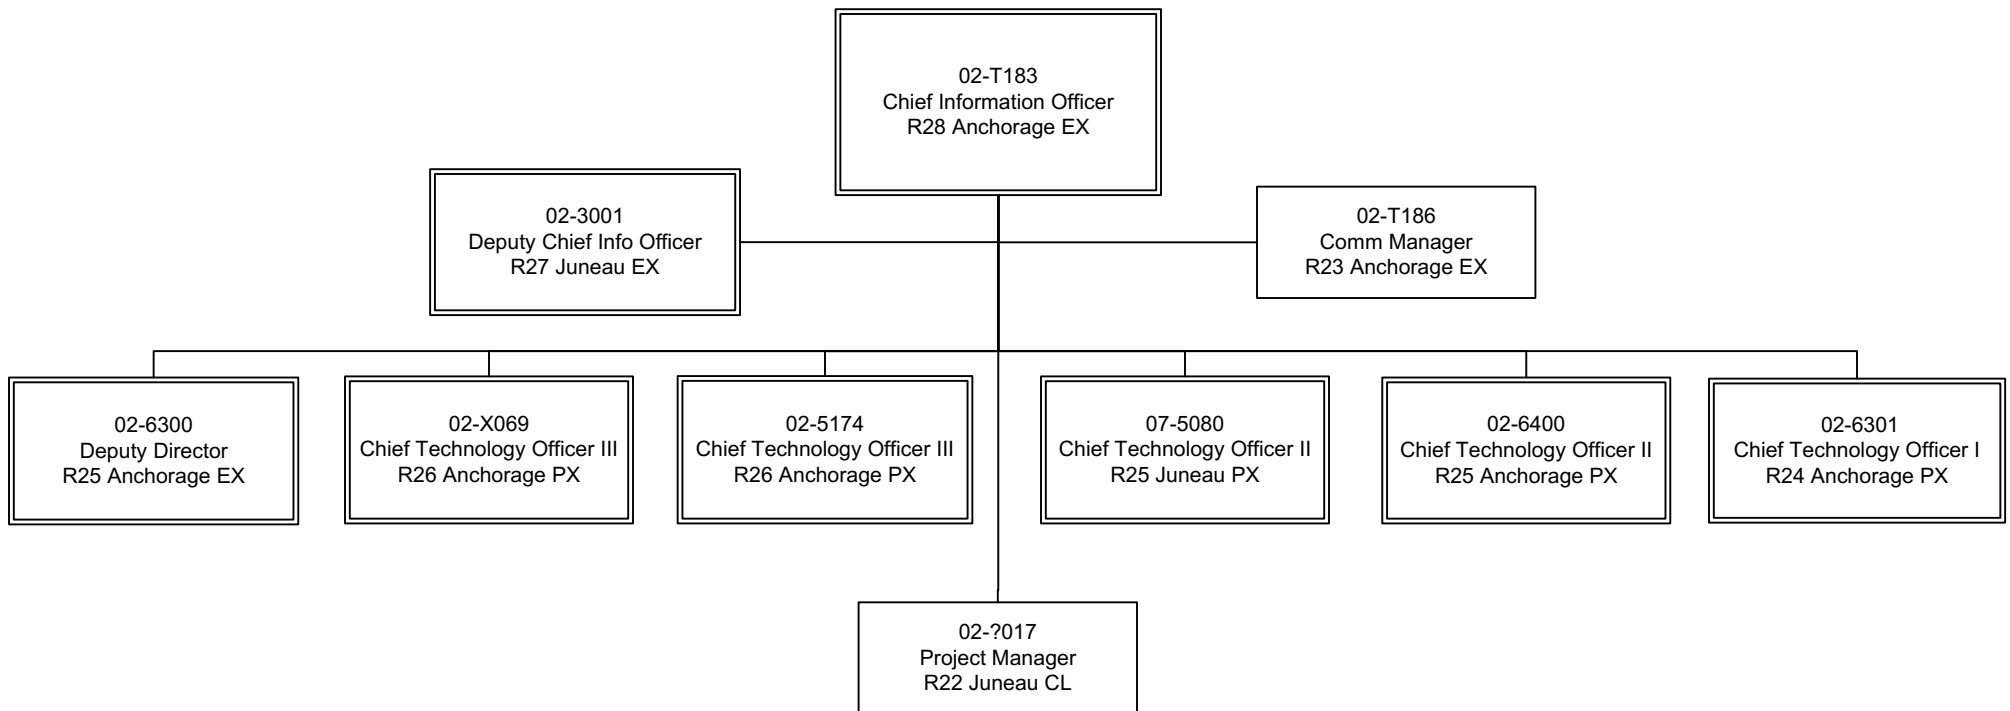 02-T183
Chief Information Officer
R28 Anchorage EX
02-3001
Deputy Chief Info Officer
R27 Juneau EX
02-T186
Comm Manager
R23 Anchorage EX
02-6300
Deputy Director
R25 Anchorage EX
02-X069
Chief Technology Officer III
R26 Anchorage PX
02-5174
Chief Technology Officer III
R26 Anchorage PX
07-5080
Chief Technology Officer II
R25 Juneau PX
02-6400
Chief Technology Officer II
R25 Anchorage PX
02-6301
Chief Technology Officer I
R24 Anchorage PX
02-?017
Project Manager
R22 Juneau CL